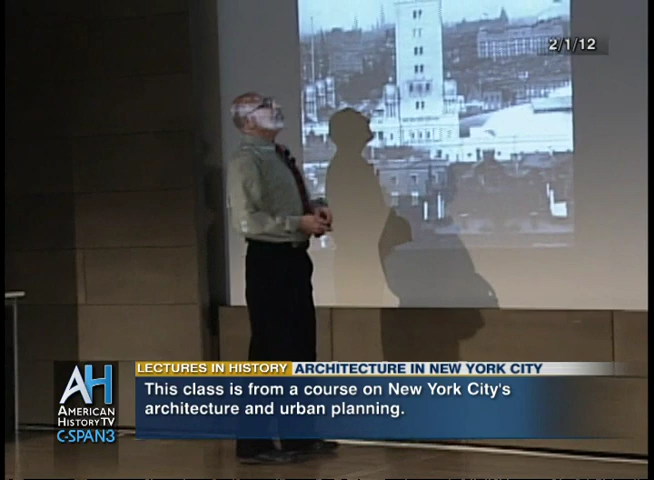 2/1/12
LECTURES IN HISTORY ARCHITECTURE IN NEW YORK CITY
This class is from a course on New York City's
architecture and urban planning.
AH
AMERICAN
HISTORY TV
C-SPAN3